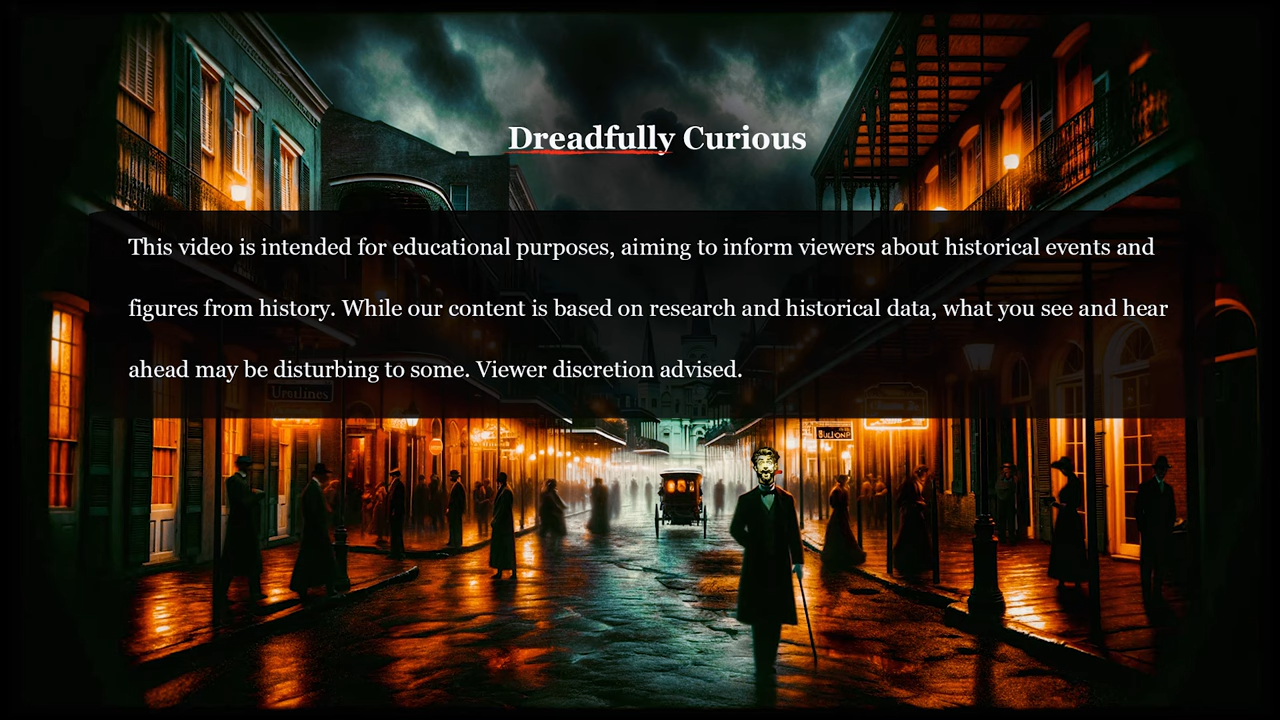 Dreadfully Curious
This video is intended for educational purposes, aiming to inform viewers about historical events and
figures from history. While our content is based on research and historical data, what you see and hear
ahead may be disturbing to some. Viewer discretion advised.